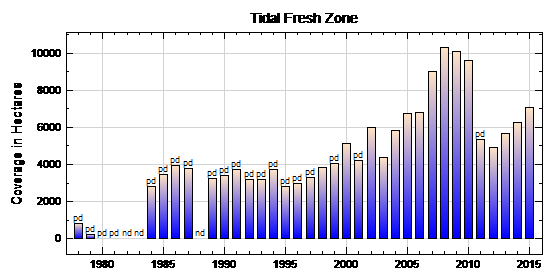 Tidal Fresh Zone
Coverage in Hectares
10000
8000
6000
4000
2000
0
pd pd pd pd nd nd pd pd pd pd nd pd pd pd pd pd pd pd pd pd pd pd pd
1980 1985 1990 1995 2000 2005 2010 2015